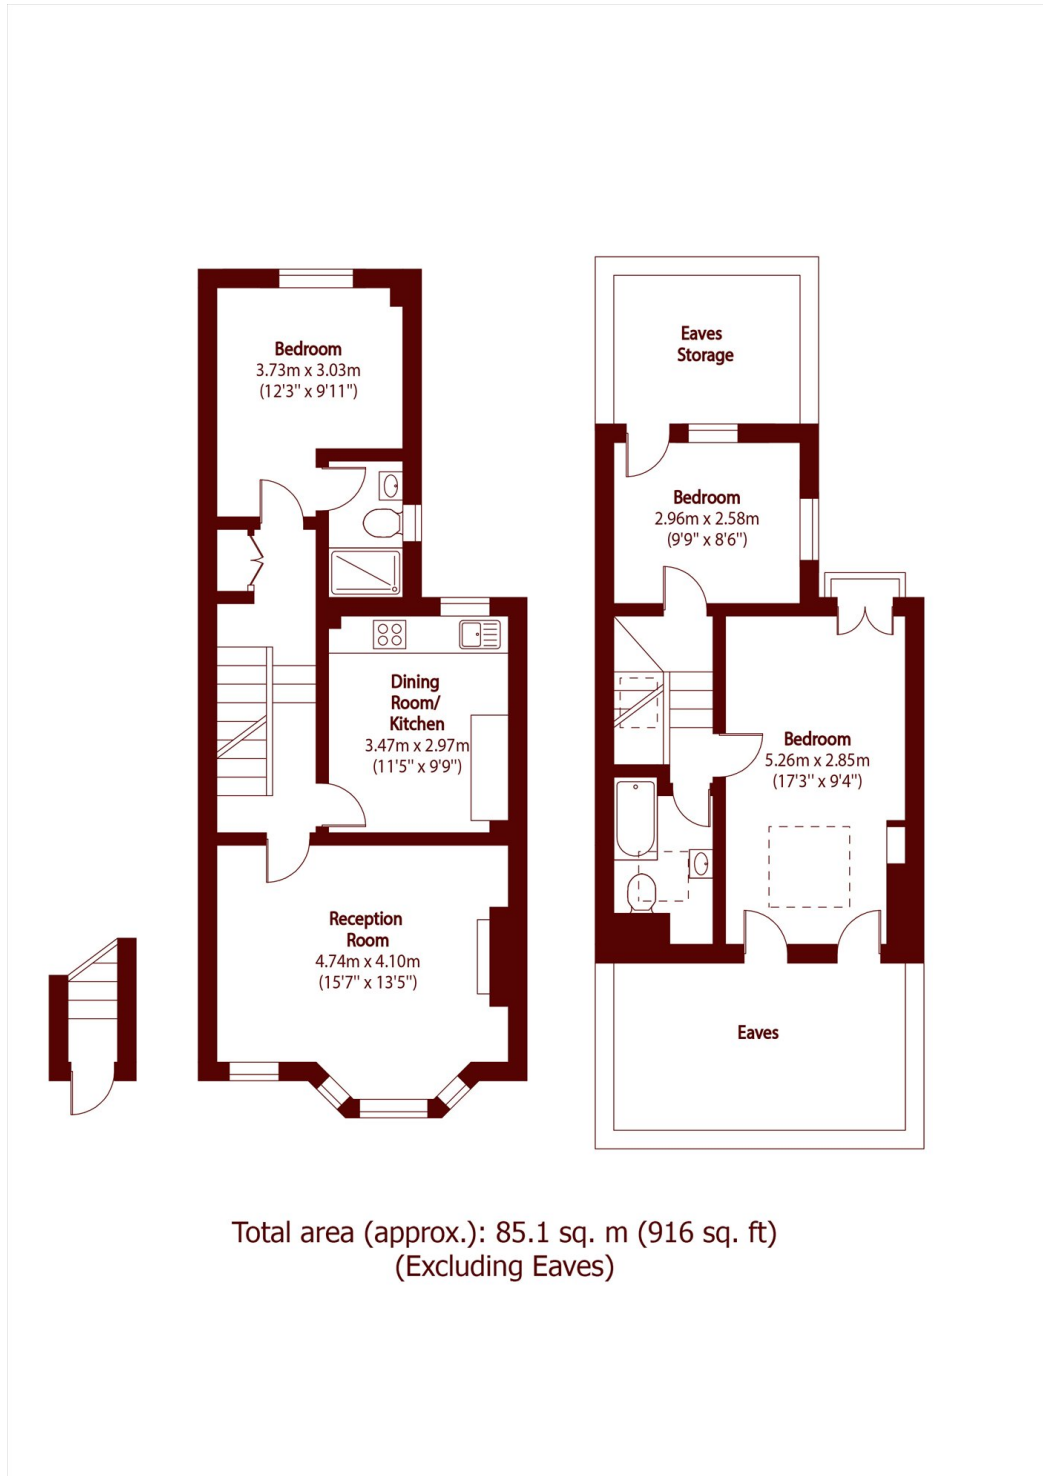 Bedroom
3.73m x 3.03m
(12'3" x 9'11")
Dining
Room/
Kitchen
3.47m x 2.97m
(11'5" x 9'9")
Reception
Room
4.74m x 4.10m
(15'7" x 13'5")
Eaves
Storage
Bedroom
2.96m x 2.58m
(9'9" x 8'6")
Bedroom
5.26m x 2.85m
(17'3" x 9'4")
Eaves
Total area (approx.): 85.1 sq. m (916 sq. ft)
(Excluding Eaves)